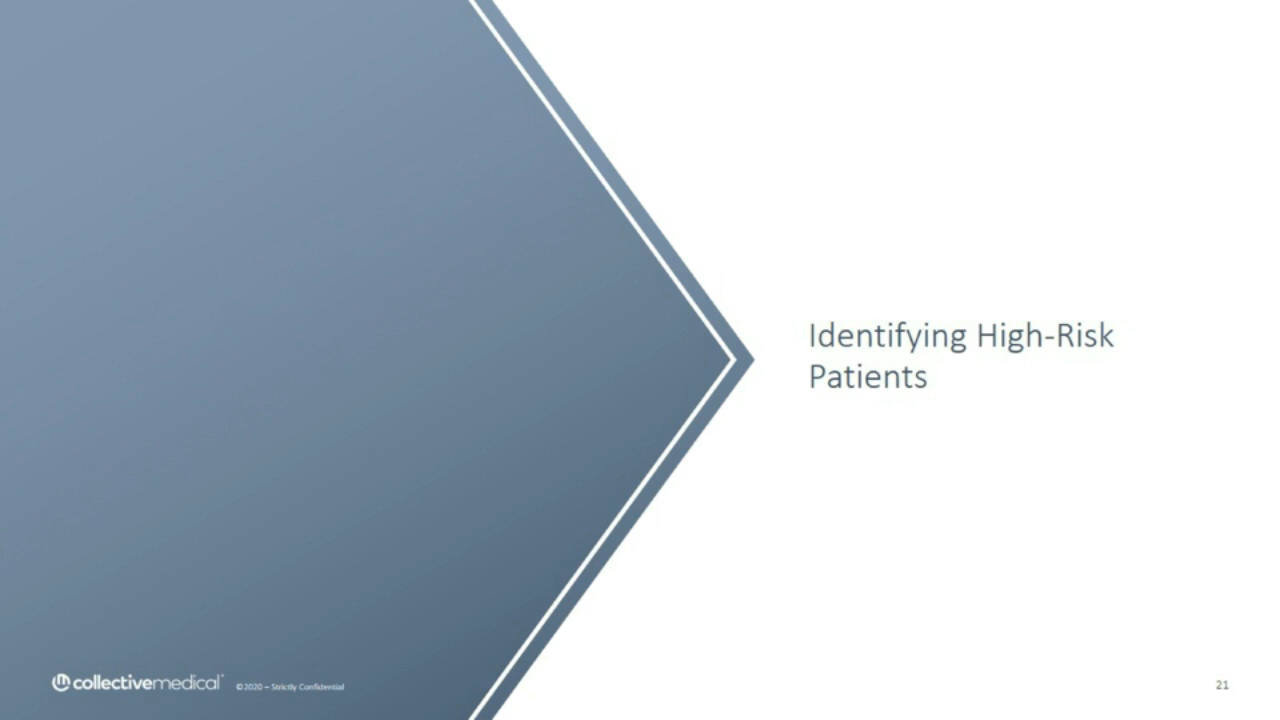 Identifying High-Risk
Patients
collectivemedical ©2020 – Strictly Confidential
21